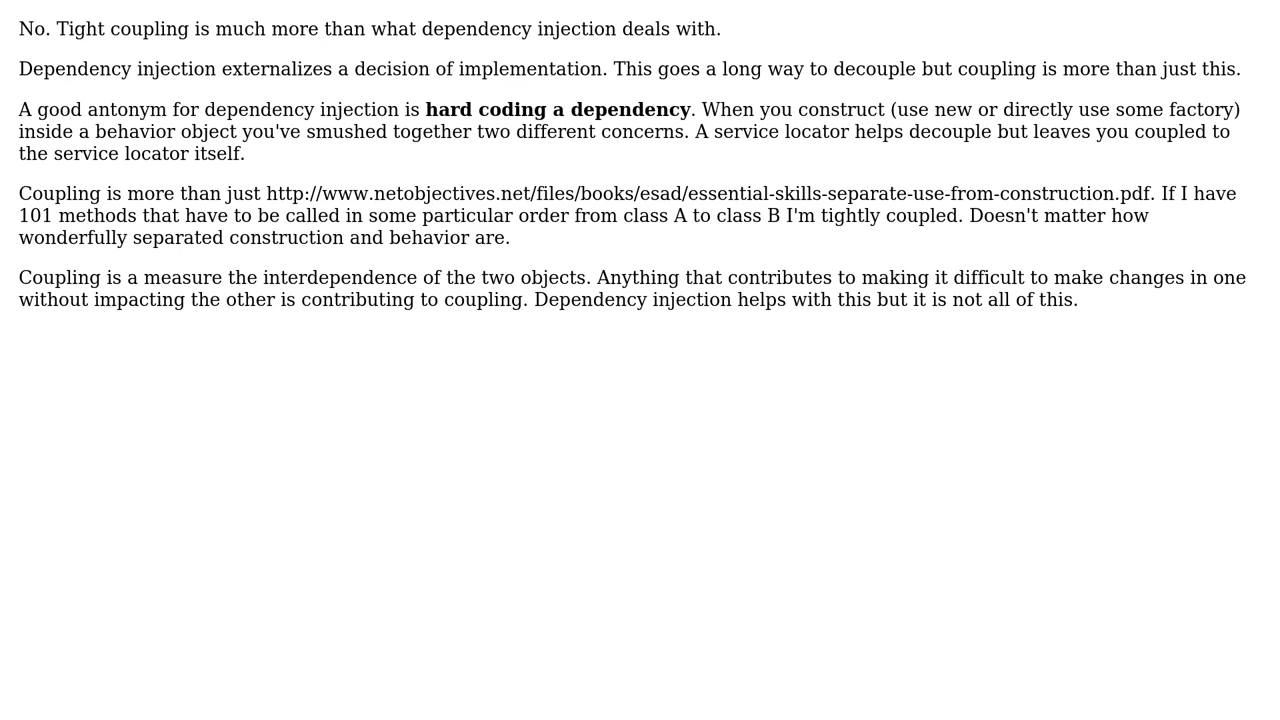 No. Tight coupling is much more than what dependency injection deals with.
Dependency injection externalizes a decision of implementation. This goes a long way to decouple but coupling is more than just this.
A good antonym for dependency injection is hard coding a dependency. When you construct (use new or directly use some factory)
inside a behavior object you've smushed together two different concerns. A service locator helps decouple but leaves you coupled to
the service locator itself.
Coupling is more than just http://www.netobjectives.net/files/books/esad/essential-skills-separate-use-from-construction.pdf. If I have
101 methods that have to be called in some particular order from class A to class B I'm tightly coupled. Doesn't matter how
wonderfully separated construction and behavior are.
Coupling is a measure the interdependence of the two objects. Anything that contributes to making it difficult to make changes in one
without impacting the other is contributing to coupling. Dependency injection helps with this but it is not all of this.